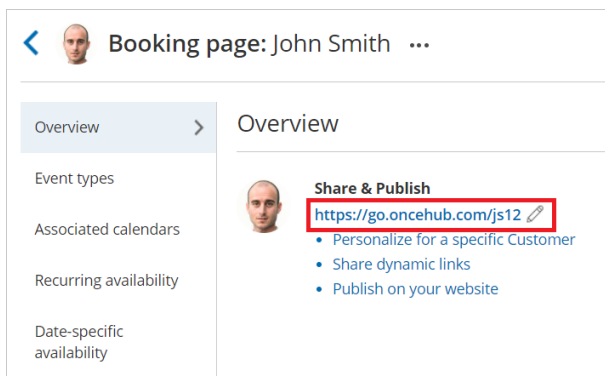 Booking page: John Smith ...
Overview
Event types
Associated calendars
Recurring availability
Date-specific
availability
Overview
Share & Publish
https://go.oncehub.com/js12
Personalize for a specific Customer
Share dynamic links
Publish on your website